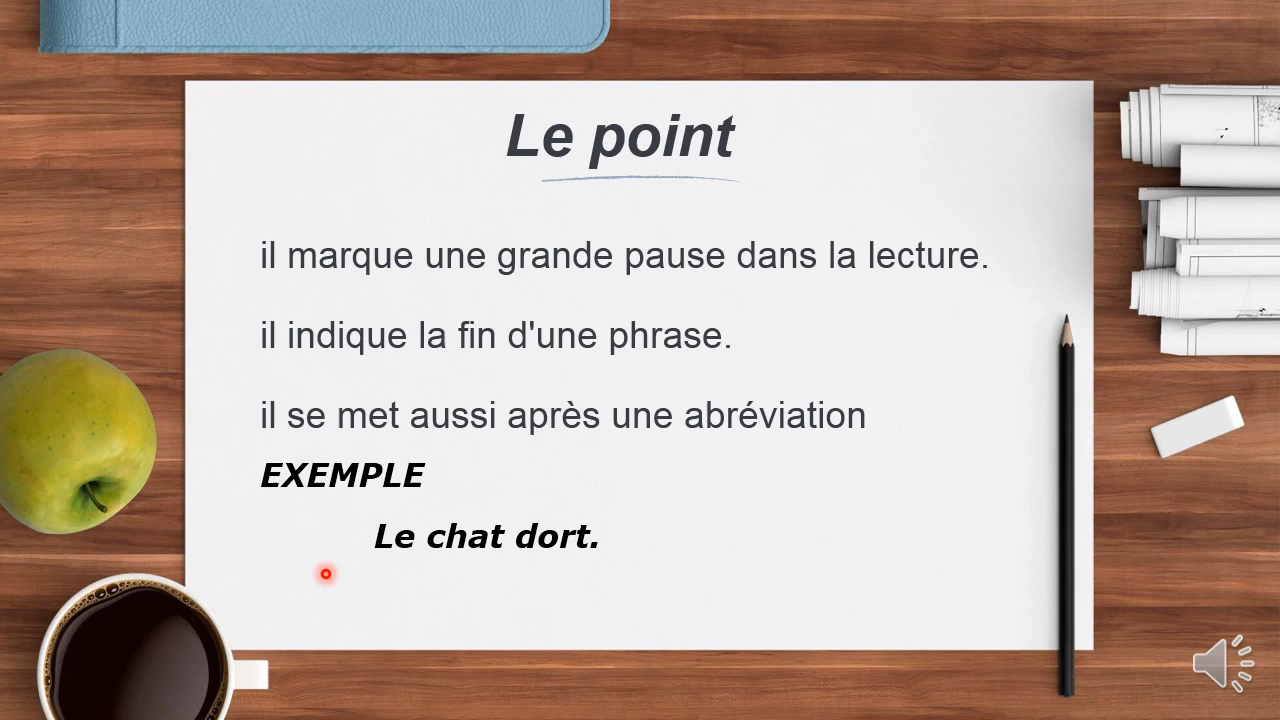 Le point
il marque une grande pause dans la lecture.
il indique la fin d'une phrase.
il se met aussi après une abréviation
EXEMPLE
Le chat dort.